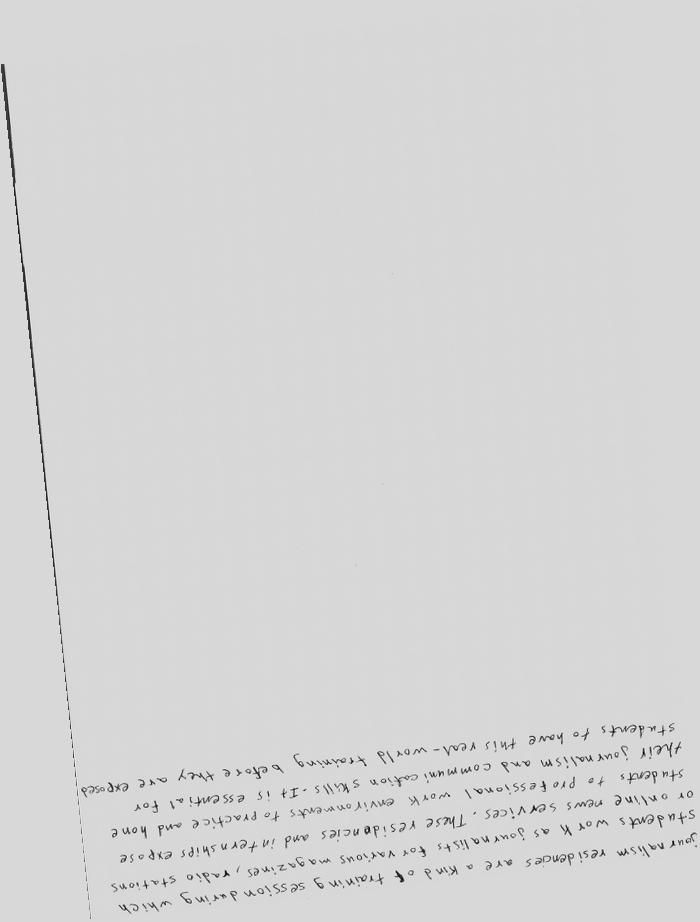 journalism residences are a kind of training session during which
students work as journalists for various magazines, radio stations
or online news services. These residencies and internships expose
students to professional work environments to practice and hone
their journalism and communication skills. It is essential for
students to have this real-world training before they are exposed